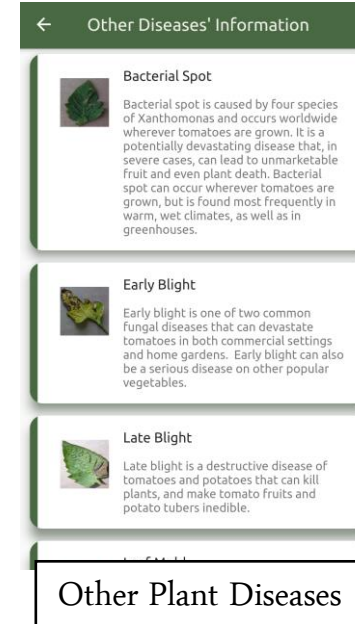 Other Diseases' Information
Bacterial Spot
Bacterial spot is caused by four species
of Xanthomonas and occurs worldwide
wherever tomatoes are grown. It is a
potentially devastating disease that, in
severe cases, can lead to unmarketable
fruit and even plant death. Bacterial
spot can occur wherever tomatoes are
grown, but is found most frequently in
warm, wet climates, as well as in
greenhouses.
Early Blight
Early blight is one of two common
fungal diseases that can devastate
tomatoes in both commercial settings
and home gardens. Early blight can also
be a serious disease on other popular
vegetables.
Late Blight
Late blight is a destructive disease of
tomatoes and potatoes that can kill
plants, and make tomato fruits and
potato tubers inedible.
Other Plant Diseases